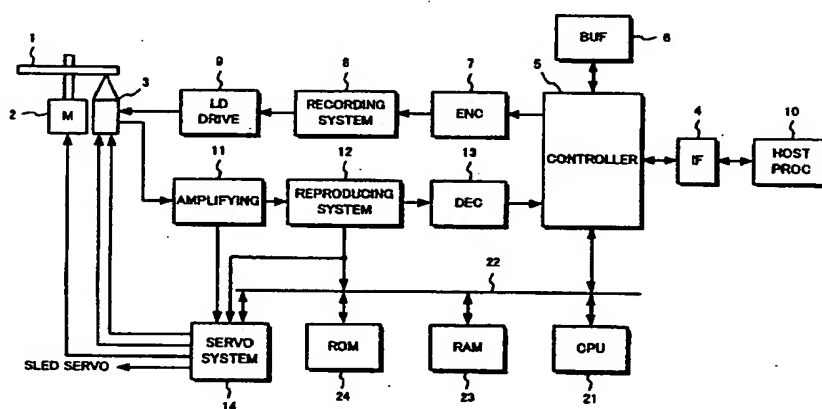 BUF
6
1
3
2
M
9
LD
DRIVE
8
RECORDING
SYSTEM
7
ENC
5
CONTROLLER
4
IF
10
HOST
PROC
11
AMPLIFYING
12
REPRODUCING
SYSTEM
13
DEC
22
SERVO
SYSTEM
ROM
RAM
CPU
SLED SERVO
14
24
23
21